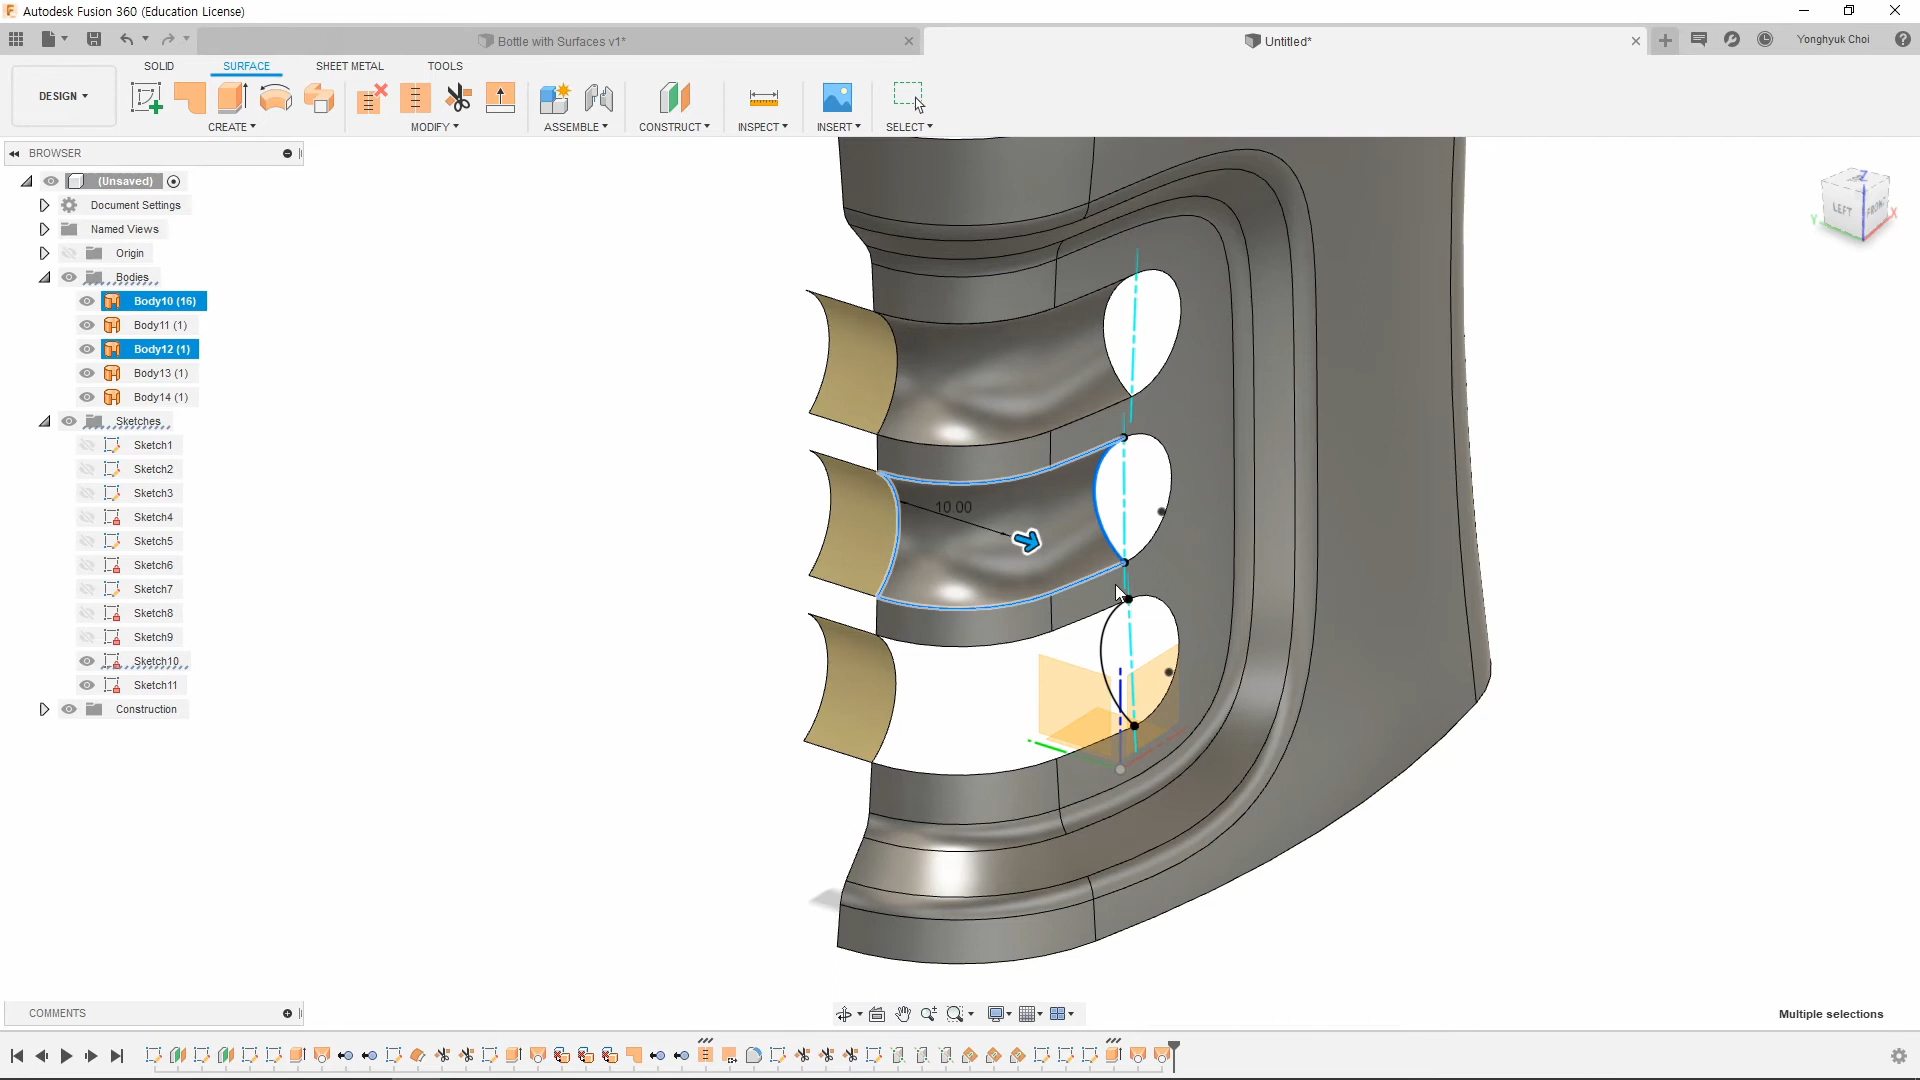 Autodesk Fusion 360 (Education License)
Bottle with Surfaces v1*
Untitled*
Yonghyuk Choi
SOLID
SURFACE
SHEET METAL
TOOLS
DESIGN
CREATE
MODIFY
ASSEMBLE
CONSTRUCT
INSPECT
INSERT
SELECT
BROWSER
(Unsaved)
Document Settings
Named Views
Origin
Bodies
Body10 (16)
Body11 (1)
Body12 (1)
Body13 (1)
Body14 (1)
Sketches
Sketch1
Sketch2
Sketch3
Sketch4
Sketch5
Sketch6
Sketch7
Sketch8
Sketch9
Sketch10
Sketch11
Construction
10.00
Z
LEFT
FRONT
Y
X
COMMENTS
Multiple selections